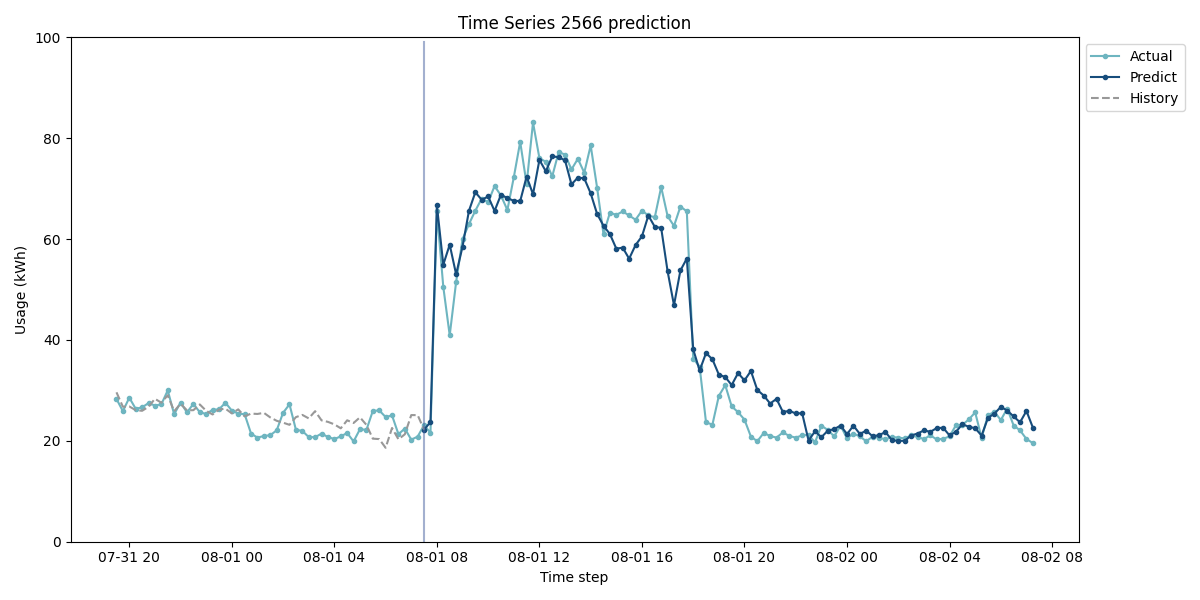 Time Series 2566 prediction
100
80
60
40
20
0
Usage (kWh)
07-31 20
08-01 00
08-01 04
08-01 08
08-01 12
08-01 16
08-01 20
08-02 00
08-02 04
08-02 08
Time step
Actual
Predict
History